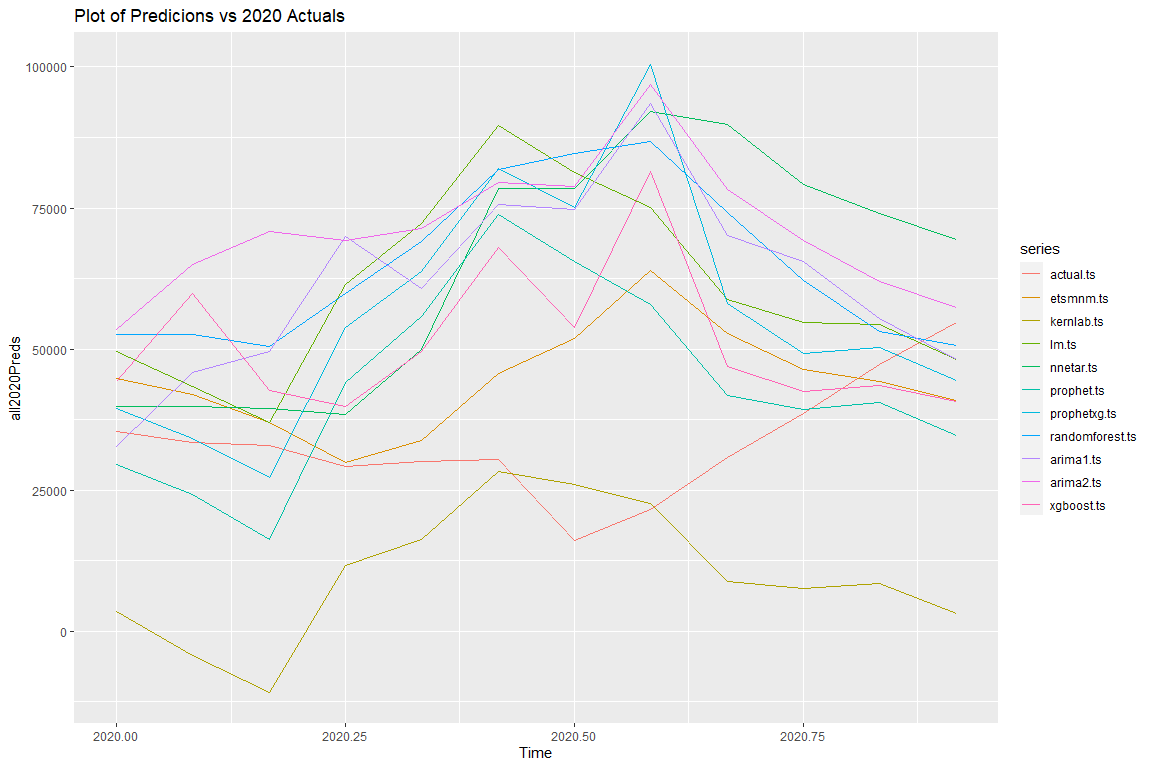 Plot of Predicions vs 2020 Actuals
100000
75000
50000
25000
0
all2020Preds
2020.00
2020.25
2020.50
2020.75
Time
series
actual.ts
etsmnm.ts
kernlab.ts
lm.ts
nnetar.ts
prophet.ts
prophetxg.ts
randomforest.ts
arima1.ts
arima2.ts
xgboost.ts